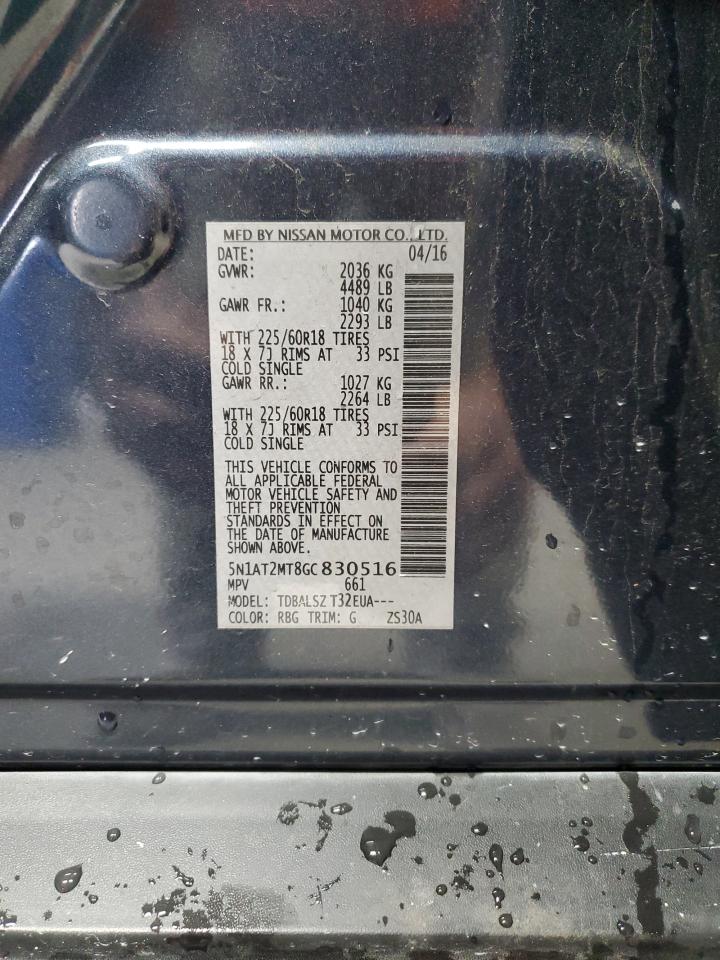 MFD BY NISSAN MOTOR CO., LTD.
DATE: 04/16
GVWR: 2036 KG
4489 LB
GAWR FR.: 1040 KG
2293 LB
WITH 225/60R18 TIRES
18 X 7J RIMS AT 33 PSI
COLD SINGLE
GAWR RR.: 1027 KG
2264 LB
WITH 225/60R18 TIRES
18 X 7J RIMS AT 33 PSI
COLD SINGLE
THIS VEHICLE CONFORMS TO
ALL APPLICABLE FEDERAL
MOTOR VEHICLE SAFETY AND
THEFT PREVENTION
STANDARDS IN EFFECT ON
THE DATE OF MANUFACTURE
SHOWN ABOVE.
5N1AT2MT8GC830516
MPV 661
MODEL: TDBALSZ T32EUA---
COLOR: RBG TRIM: G ZS30A